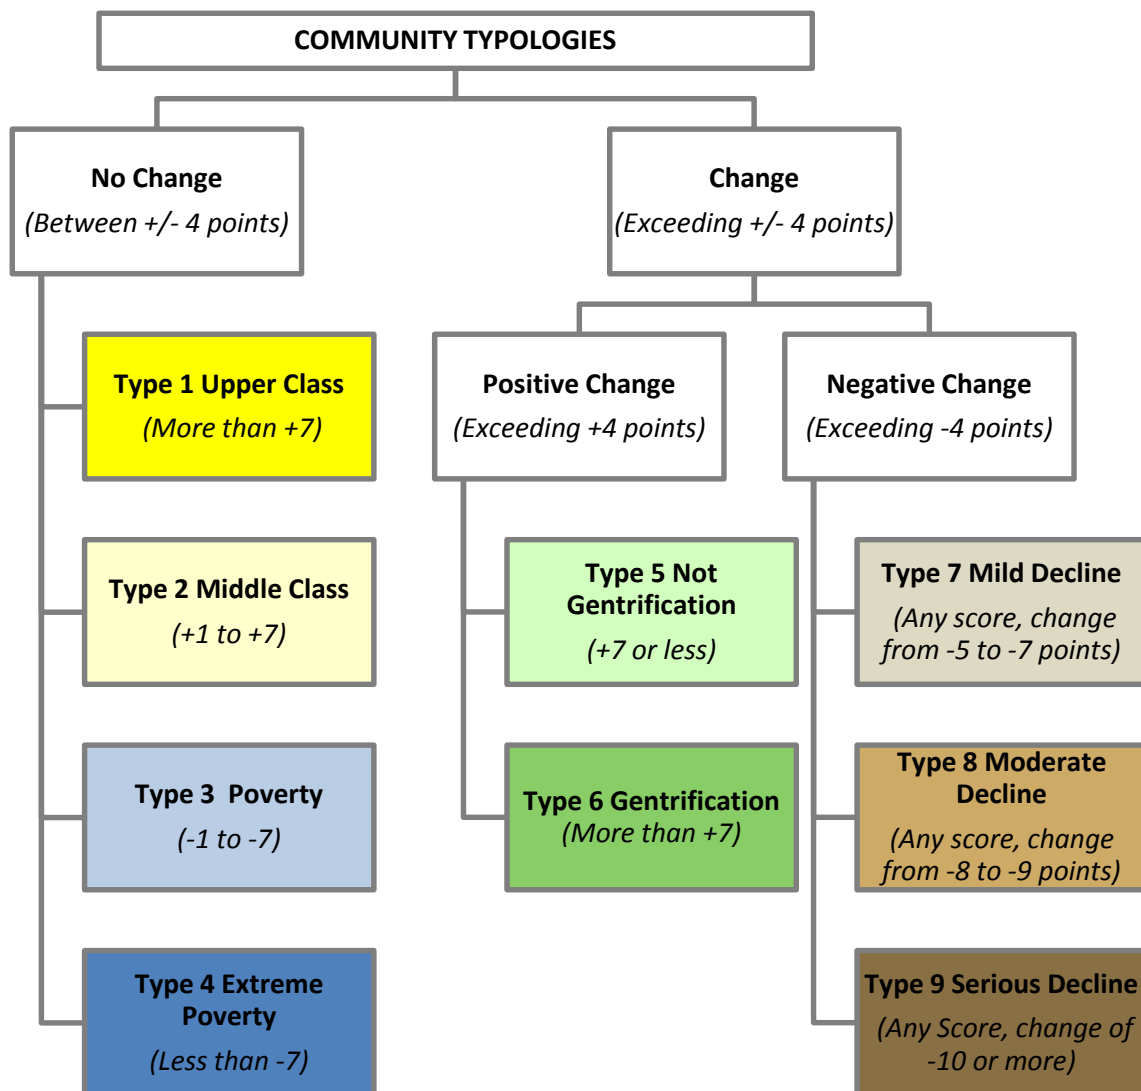 COMMUNITY TYPOLOGIES
No Change
(Between +/- 4 points)
Change
(Exceeding +/- 4 points)
Type 1 Upper Class
(More than +7)
Positive Change
(Exceeding +4 points)
Negative Change
(Exceeding -4 points)
Type 2 Middle Class
(+1 to +7)
Type 5 Not
Gentrification
(+7 or less)
Type 7 Mild Decline
(Any score, change
from -5 to -7 points)
Type 3  Poverty
(-1 to -7)
Type 6 Gentrification
(More than +7)
Type 8 Moderate
Decline
(Any score, change
from -8 to -9 points)
Type 4 Extreme
Poverty
(Less than -7)
Type 9 Serious Decline
(Any Score, change of
-10 or more)